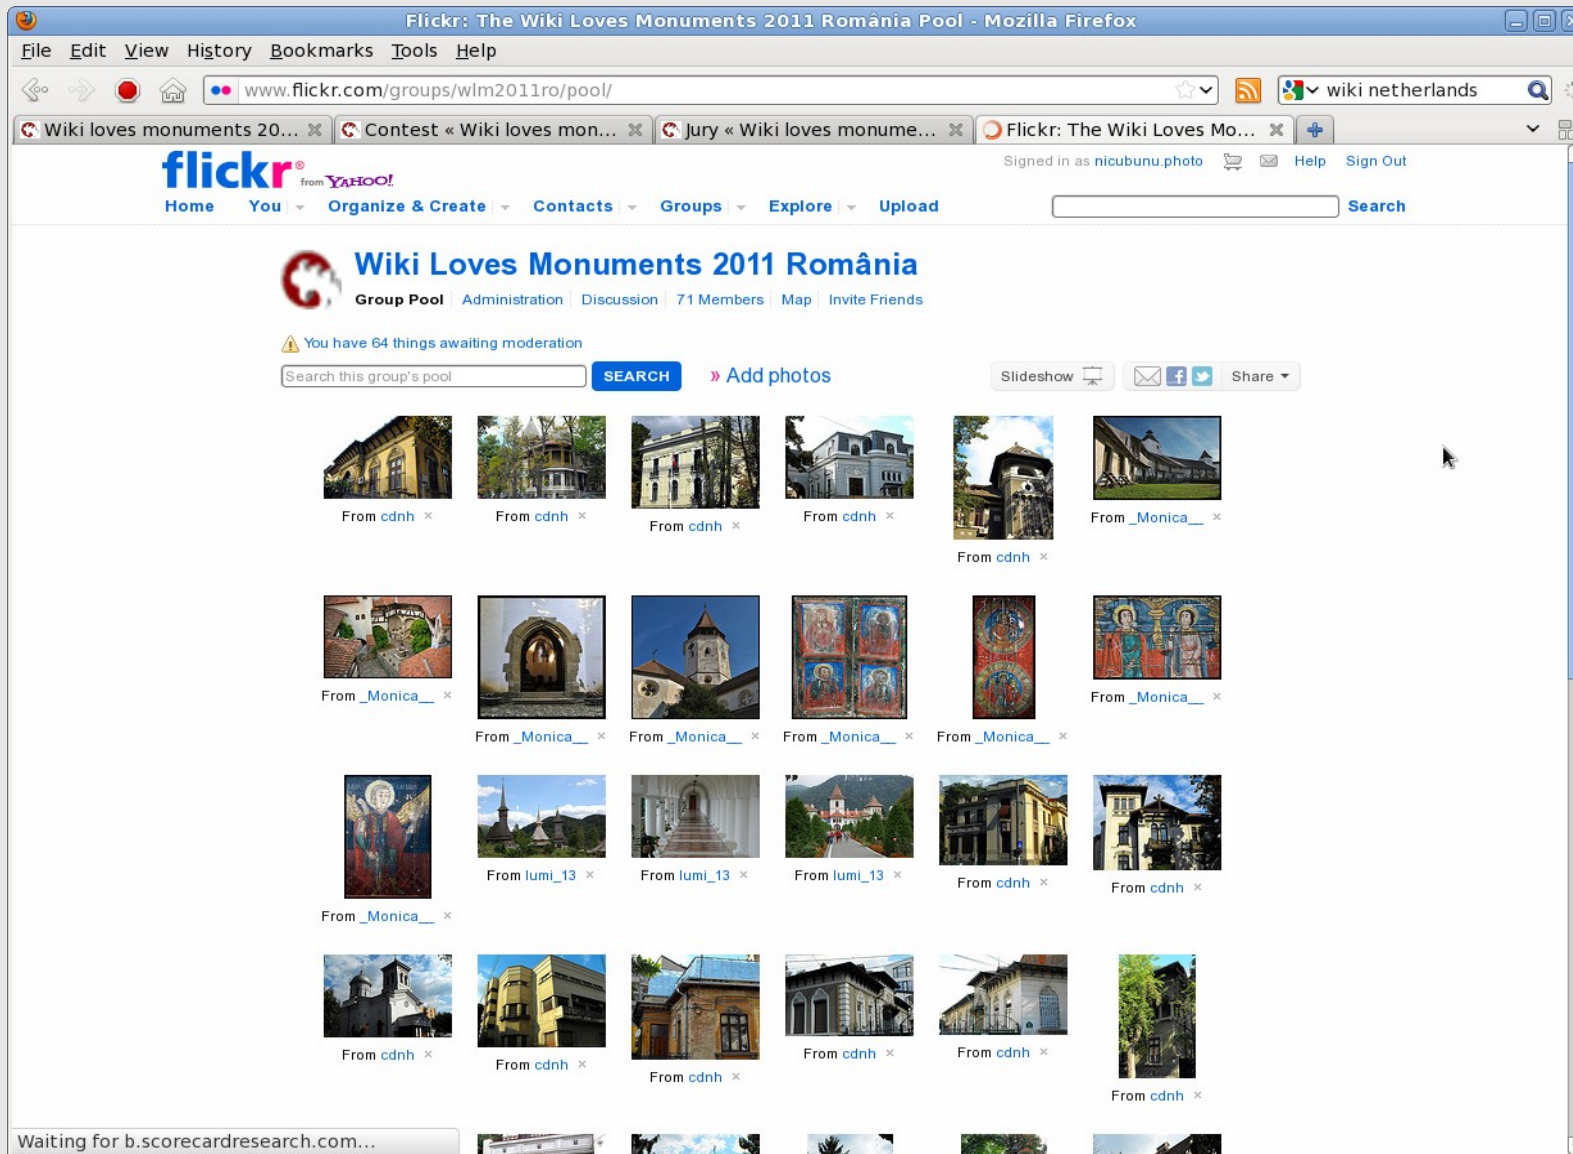 Flickr: The Wiki Loves Monuments 2011 România Pool - Mozilla Firefox
File Edit View History Bookmarks Tools Help
www.flickr.com/groups/wlm2011ro/pool/ wiki netherlands
Wiki loves monuments 20... Contest « Wiki loves mon... Jury « Wiki loves monume... Flickr: The Wiki Loves Mo...
flickr® from YAHOO! Signed in as nicubunu.photo Help Sign Out
Home You Organize & Create Contacts Groups Explore Upload Search
Wiki Loves Monuments 2011 România
Group Pool Administration Discussion 71 Members Map Invite Friends
You have 64 things awaiting moderation
Search this group's pool SEARCH » Add photos Slideshow Share
From cdnh × From cdnh × From cdnh × From cdnh × From cdnh × From _Monica__ ×
From _Monica__ × From _Monica__ × From _Monica__ × From _Monica__ × From _Monica__ × From _Monica__ ×
From _Monica__ × From lumi_13 × From lumi_13 × From lumi_13 × From cdnh × From cdnh ×
From cdnh × From cdnh × From cdnh × From cdnh × From cdnh × From cdnh ×
Waiting for b.scorecardresearch.com...